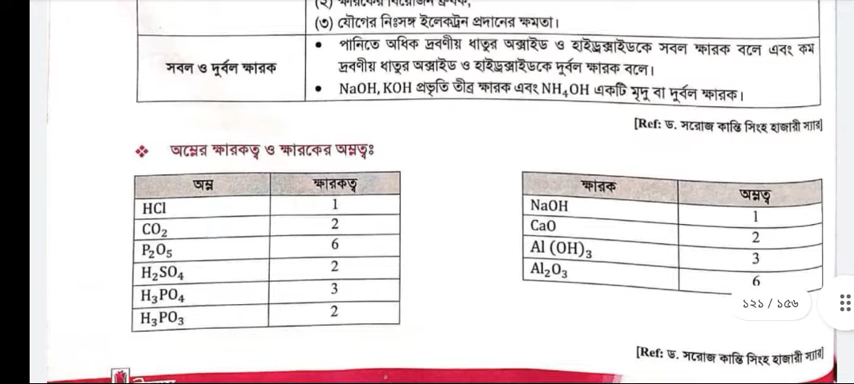 (২) ক্ষারকের বিয়োজন ধ্রুবক;
(৩) যৌগের নিঃসঙ্গ ইলেকট্রন প্রদানের ক্ষমতা।
সবল ও দুর্বল ক্ষারক
• পানিতে অধিক দ্রবণীয় ধাতুর অক্সাইড ও হাইড্রক্সাইডকে সবল ক্ষারক বলে এবং কম
দ্রবণীয় ধাতুর অক্সাইড ও হাইড্রক্সাইডকে দুর্বল ক্ষারক বলে।
• NaOH, KOH প্রভৃতি তীব্র ক্ষারক এবং NH₄OH একটি মৃদু বা দুর্বল ক্ষারক।
[Ref: ড. সরোজ কান্তি সিংহ হাজারী স্যার]
❖ অম্লের ক্ষারকত্ব ও ক্ষারকের অম্লত্বঃ
অম্ল ক্ষারকত্ব
HCl 1
CO₂ 2
P₂O₅ 6
H₂SO₄ 2
H₃PO₄ 3
H₃PO₃ 2
ক্ষারক অম্লত্ব
NaOH 1
CaO 2
Al (OH)₃ 3
Al₂O₃ 6
১২১ / ১৫৬
[Ref: ড. সরোজ কান্তি সিংহ হাজারী স্যার]